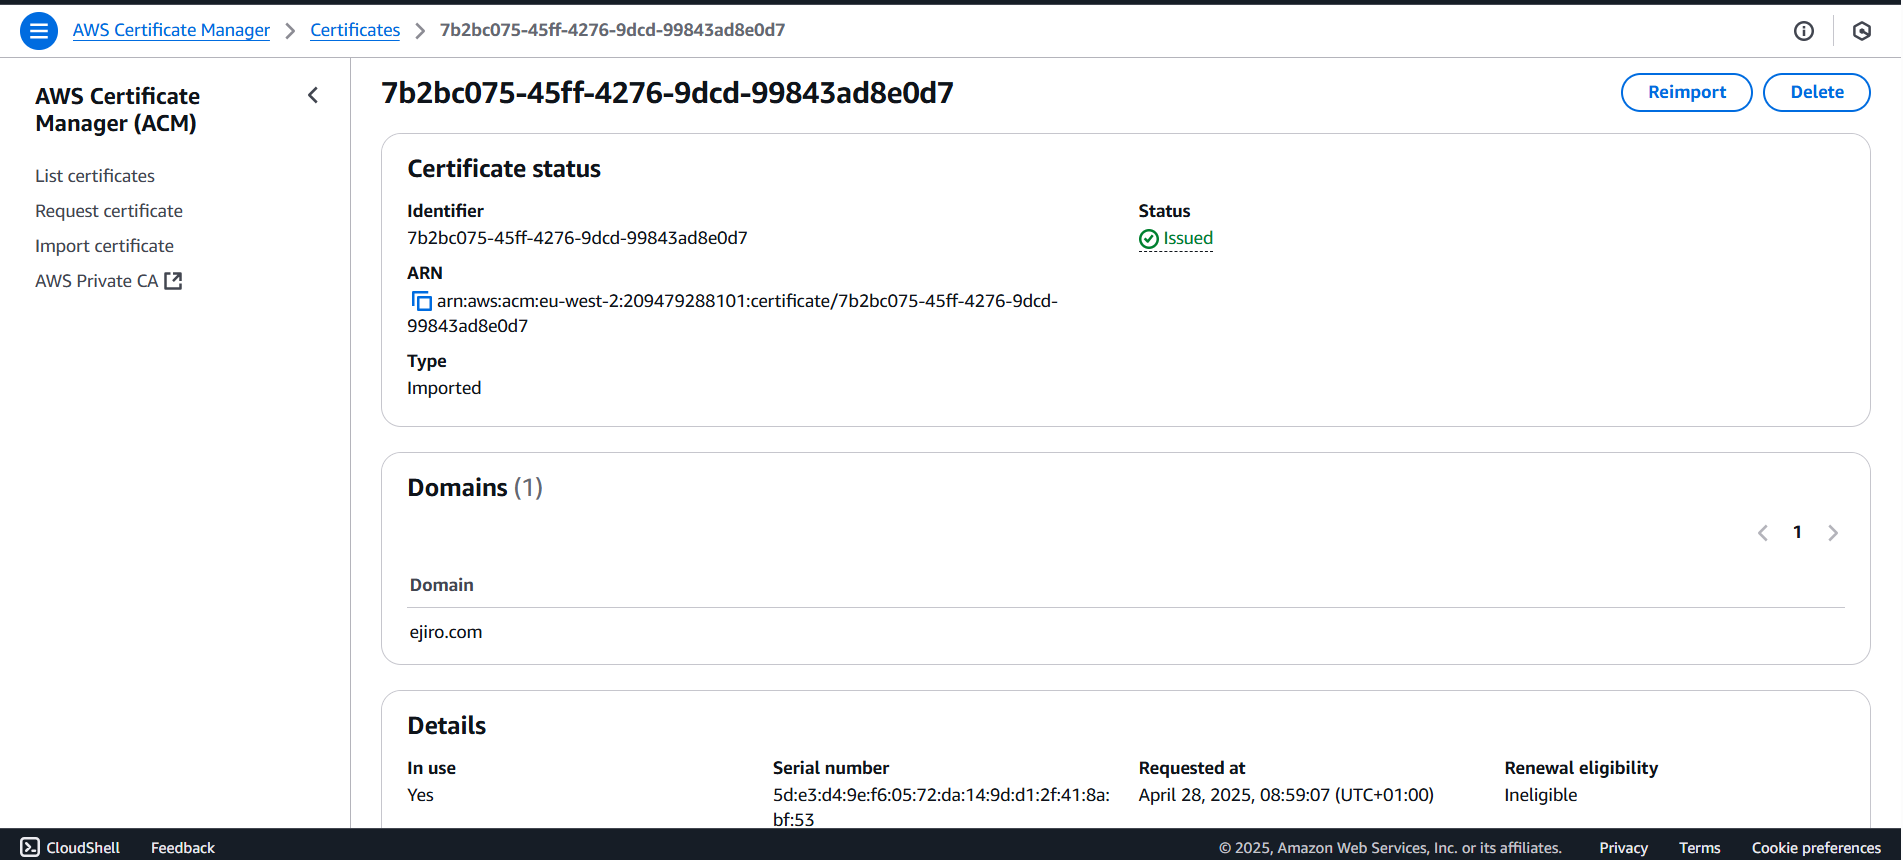 AWS Certificate Manager > Certificates > 7b2bc075-45ff-4276-9dcd-99843ad8e0d7
AWS Certificate
Manager (ACM)
List certificates
Request certificate
Import certificate
AWS Private CA
7b2bc075-45ff-4276-9dcd-99843ad8e0d7
Reimport
Delete
Certificate status
Identifier
7b2bc075-45ff-4276-9dcd-99843ad8e0d7
Status
Issued
ARN
arn:aws:acm:eu-west-2:209479288101:certificate/7b2bc075-45ff-4276-9dcd-
99843ad8e0d7
Type
Imported
Domains (1)
1
Domain
ejiro.com
Details
In use
Yes
Serial number
5d:e3:d4:9e:f6:05:72:da:14:9d:d1:2f:41:8a:
bf:53
Requested at
April 28, 2025, 08:59:07 (UTC+01:00)
Renewal eligibility
Ineligible
CloudShell
Feedback
© 2025, Amazon Web Services, Inc. or its affiliates.
Privacy
Terms
Cookie preferences